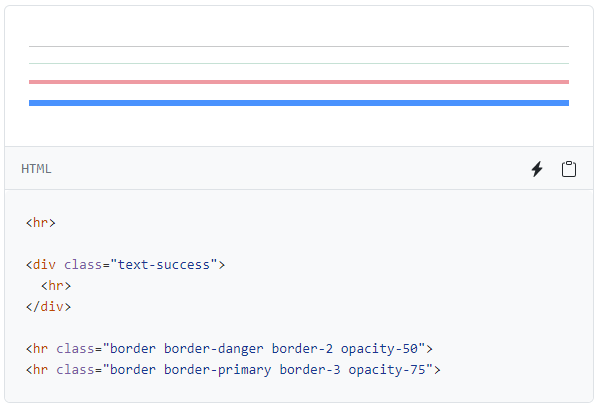 HTML
<hr>
<div class="text-success">
  <hr>
</div>
<hr class="border border-danger border-2 opacity-50">
<hr class="border border-primary border-3 opacity-75">